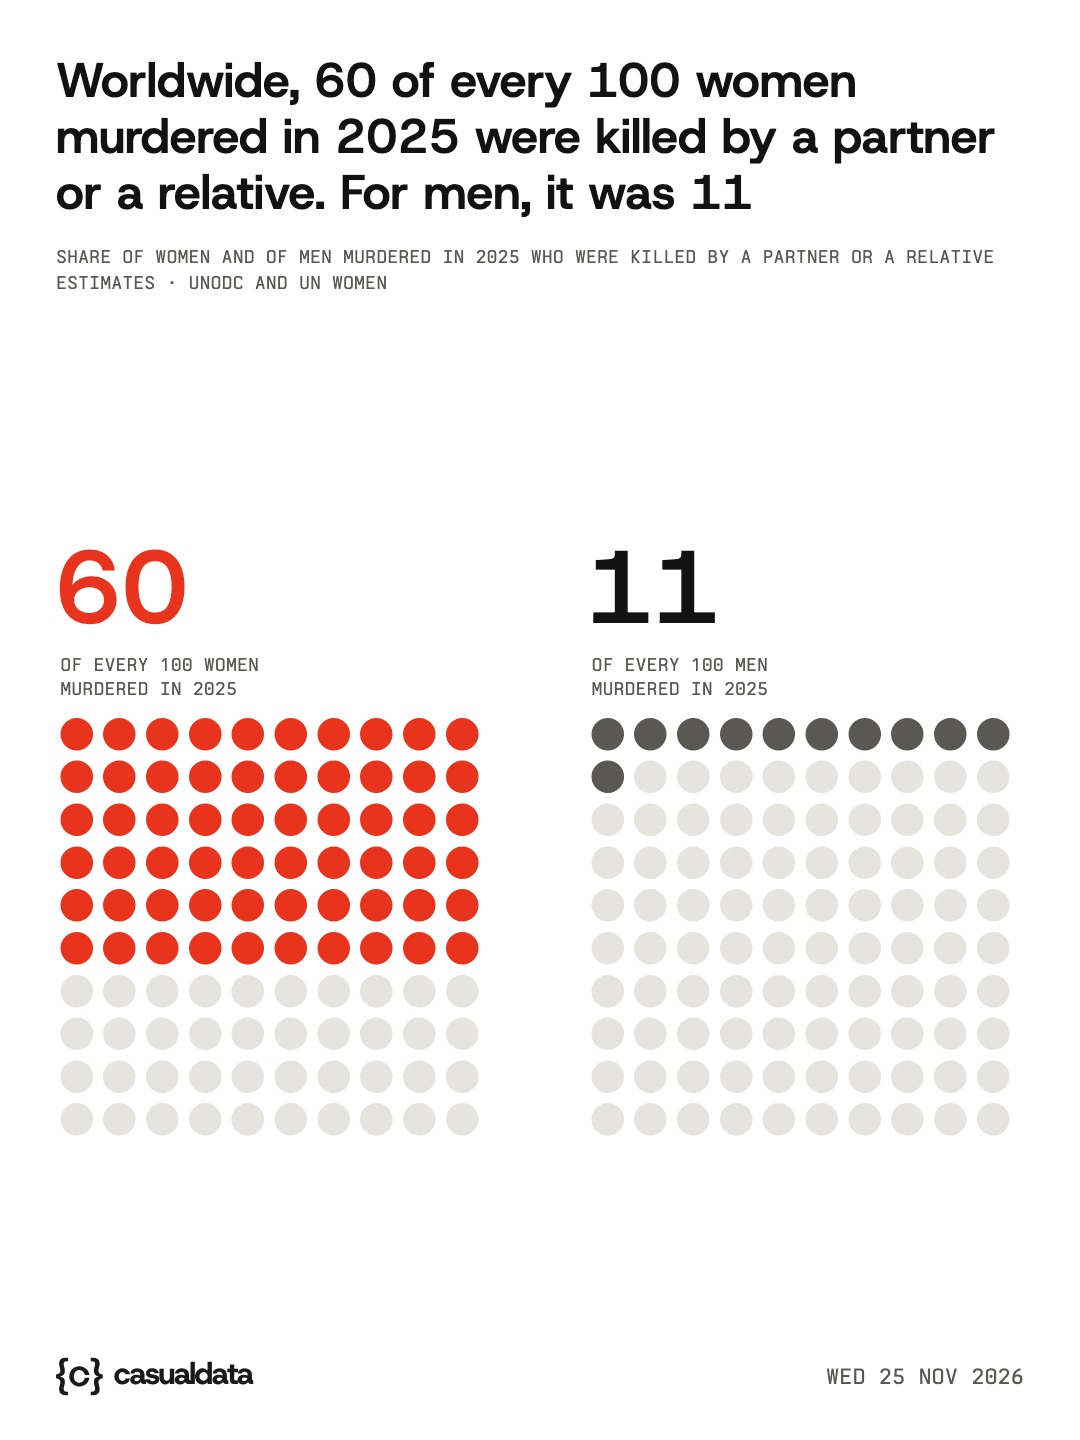 Worldwide, 60 of every 100 women
murdered in 2025 were killed by a partner
or a relative. For men, it was 11
SHARE OF WOMEN AND OF MEN MURDERED IN 2025 WHO WERE KILLED BY A PARTNER OR A RELATIVE
ESTIMATES · UNODC AND UN WOMEN
60
OF EVERY 100 WOMEN
MURDERED IN 2025
11
OF EVERY 100 MEN
MURDERED IN 2025
{c} casualdata
WED 25 NOV 2026